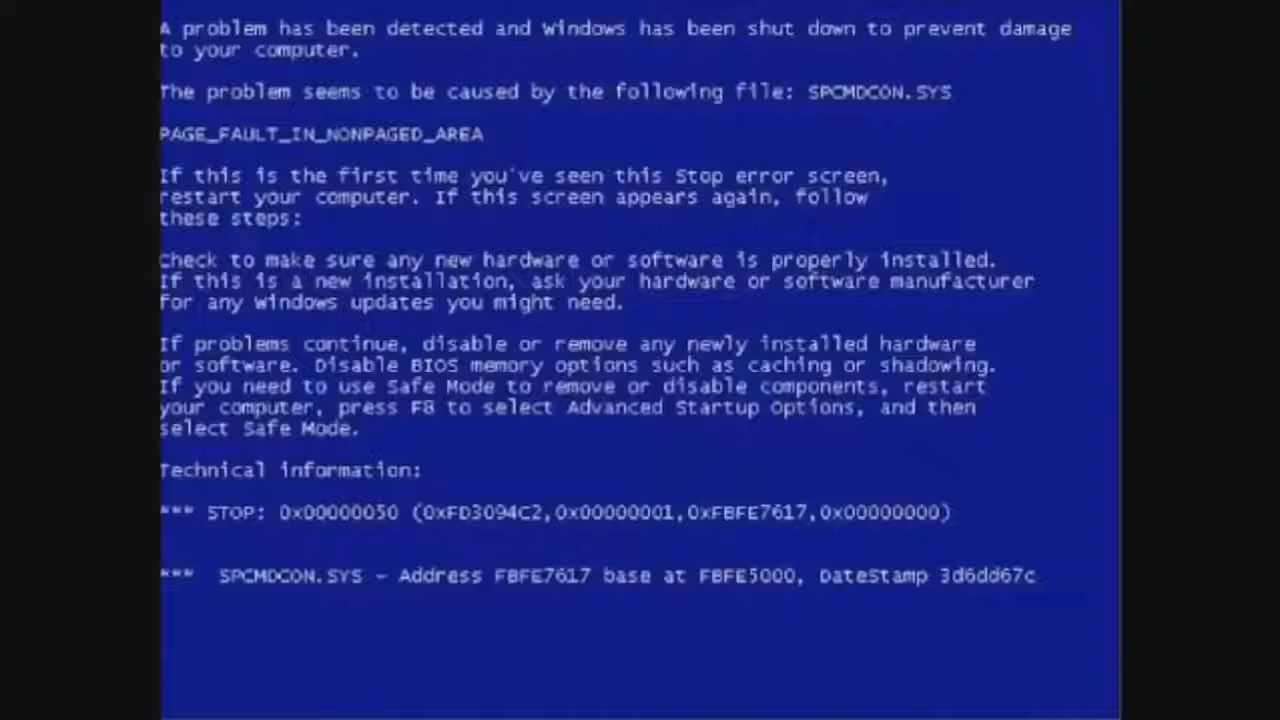 A problem has been detected and Windows has been shut down to prevent damage
to your computer.
The problem seems to be caused by the following file: SPCMDCON.SYS
PAGE_FAULT_IN_NONPAGED_AREA
If this is the first time you've seen this Stop error screen,
restart your computer. If this screen appears again, follow
these steps:
Check to make sure any new hardware or software is properly installed.
If this is a new installation, ask your hardware or software manufacturer
for any Windows updates you might need.
If problems continue, disable or remove any newly installed hardware
or software. Disable BIOS memory options such as caching or shadowing.
If you need to use Safe Mode to remove or disable components, restart
your computer, press F8 to select Advanced Startup Options, and then
select Safe Mode.
Technical information:
*** STOP: 0x00000050 (0xFD3094C2,0x00000001,0xFBFE7617,0x00000000)
*** SPCMDCON.SYS - Address FBFE7617 base at FBFE5000, DateStamp 3d6dd67c